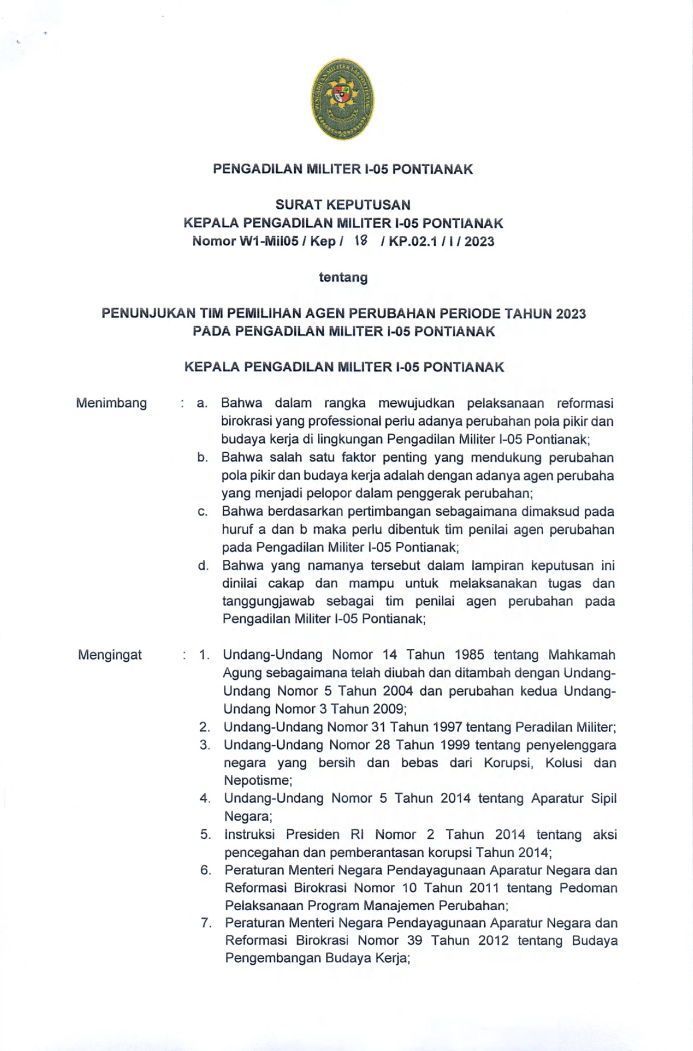 PENGADILAN MILITER I-05 PONTIANAK
SURAT KEPUTUSAN
KEPALA PENGADILAN MILITER I-05 PONTIANAK
Nomor W1-Mil05 / Kep / 18 / KP.02.1 / I / 2023
tentang
PENUNJUKAN TIM PEMILIHAN AGEN PERUBAHAN PERIODE TAHUN 2023
PADA PENGADILAN MILITER I-05 PONTIANAK
KEPALA PENGADILAN MILITER I-05 PONTIANAK
Menimbang : a. Bahwa dalam rangka mewujudkan pelaksanaan reformasi
birokrasi yang professional perlu adanya perubahan pola pikir dan
budaya kerja di lingkungan Pengadilan Militer I-05 Pontianak;
b. Bahwa salah satu faktor penting yang mendukung perubahan
pola pikir dan budaya kerja adalah dengan adanya agen perubaha
yang menjadi pelopor dalam penggerak perubahan;
c. Bahwa berdasarkan pertimbangan sebagaimana dimaksud pada
huruf a dan b maka perlu dibentuk tim penilai agen perubahan
pada Pengadilan Militer I-05 Pontianak;
d. Bahwa yang namanya tersebut dalam lampiran keputusan ini
dinilai cakap dan mampu untuk melaksanakan tugas dan
tanggungjawab sebagai tim penilai agen perubahan pada
Pengadilan Militer I-05 Pontianak;
Mengingat : 1. Undang-Undang Nomor 14 Tahun 1985 tentang Mahkamah
Agung sebagaimana telah diubah dan ditambah dengan Undang-
Undang Nomor 5 Tahun 2004 dan perubahan kedua Undang-
Undang Nomor 3 Tahun 2009;
2. Undang-Undang Nomor 31 Tahun 1997 tentang Peradilan Militer;
3. Undang-Undang Nomor 28 Tahun 1999 tentang penyelenggara
negara yang bersih dan bebas dari Korupsi, Kolusi dan
Nepotisme;
4. Undang-Undang Nomor 5 Tahun 2014 tentang Aparatur Sipil
Negara;
5. Instruksi Presiden RI Nomor 2 Tahun 2014 tentang aksi
pencegahan dan pemberantasan korupsi Tahun 2014;
6. Peraturan Menteri Negara Pendayagunaan Aparatur Negara dan
Reformasi Birokrasi Nomor 10 Tahun 2011 tentang Pedoman
Pelaksanaan Program Manajemen Perubahan;
7. Peraturan Menteri Negara Pendayagunaan Aparatur Negara dan
Reformasi Birokrasi Nomor 39 Tahun 2012 tentang Budaya
Pengembangan Budaya Kerja;